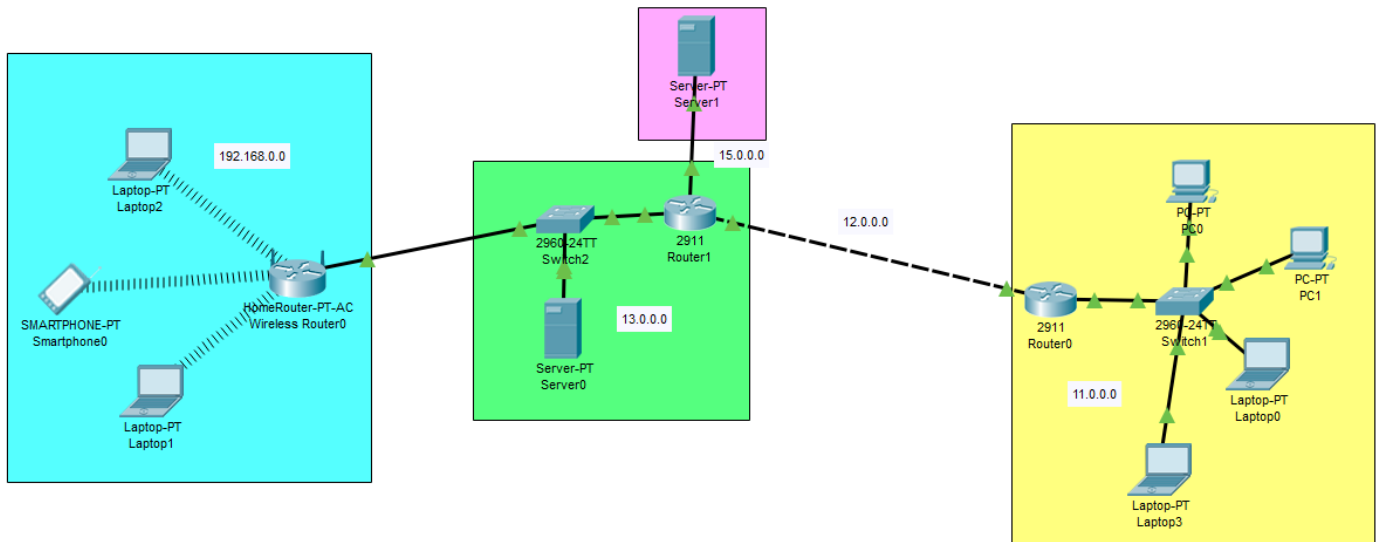 Server-PT
Server1
192.168.0.0
15.0.0.0
Laptop-PT
Laptop2
2911
Router1
12.0.0.0
PC-PT
PC0
2960-24TT
Switch2
PC-PT
PC1
SMARTPHONE-PT
Smartphone0
HomeRouter-PT-AC
Wireless Router0
13.0.0.0
2911
Router0
2960-24TT
Switch1
Server-PT
Server0
Laptop-PT
Laptop0
11.0.0.0
Laptop-PT
Laptop1
Laptop-PT
Laptop3